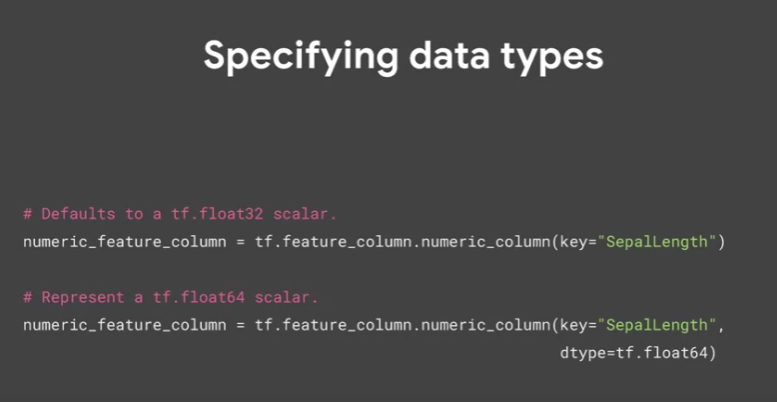 Specifying data types
# Defaults to a tf.float32 scalar.
numeric_feature_column = tf.feature_column.numeric_column(key="SepalLength")
# Represent a tf.float64 scalar.
numeric_feature_column = tf.feature_column.numeric_column(key="SepalLength",
dtype=tf.float64)